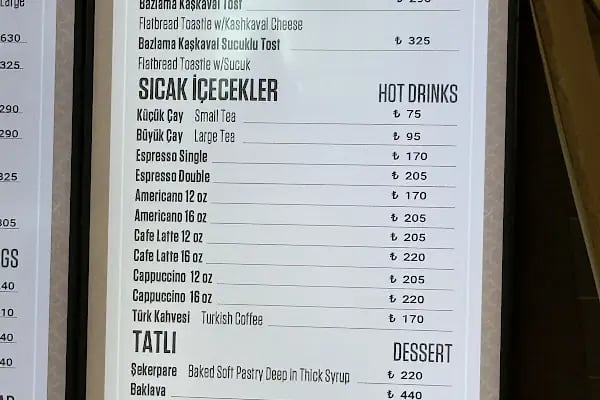 Large
630
325
290
290
325
305
GS
40
10
40
60
Bazlama Kaşkaval Tost ₺ 290
Flatbread Toastie w/Kashkaval Cheese
Bazlama Kaşkaval Sucuklu Tost ₺ 325
Flatbread Toastie w/Sucuk
SICAK İÇECEKLER HOT DRINKS
Küçük Çay Small Tea ₺ 75
Büyük Çay Large Tea ₺ 95
Espresso Single ₺ 170
Espresso Double ₺ 205
Americano 12 oz ₺ 170
Americano 16 oz ₺ 205
Cafe Latte 12 oz ₺ 205
Cafe Latte 16 oz ₺ 220
Cappuccino 12 oz ₺ 205
Cappuccino 16 oz ₺ 220
Türk Kahvesi Turkish Coffee ₺ 170
TATLI DESSERT
Şekerpare Baked Soft Pastry Deep in Thick Syrup ₺ 220
Baklava ₺ 440